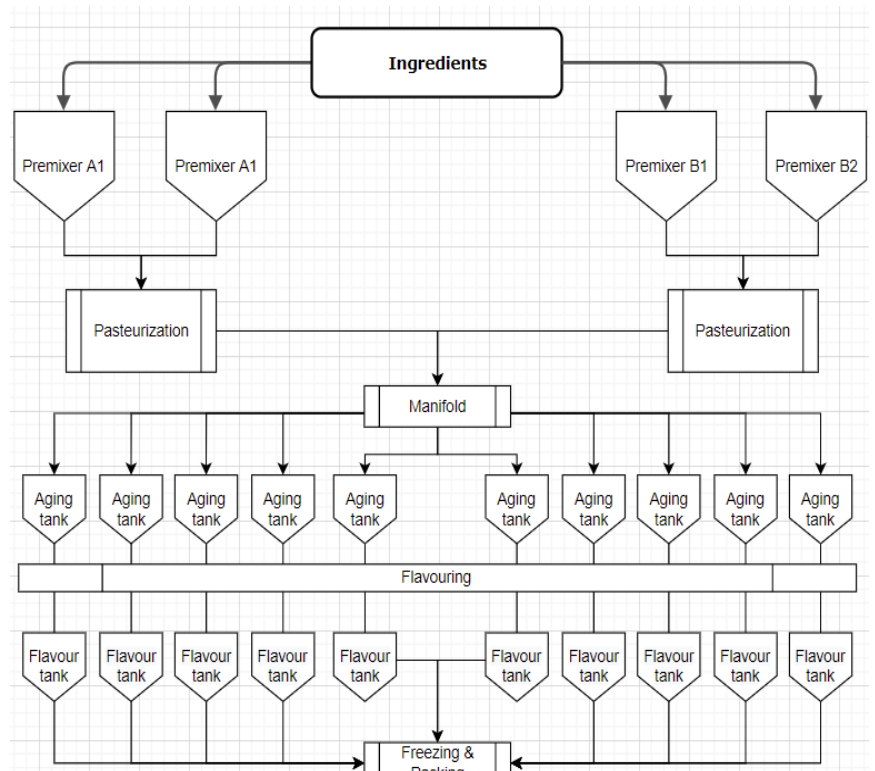 Ingredients
Premixer A1
Premixer A1
Premixer B1
Premixer B2
Pasteurization
Pasteurization
Manifold
Aging
tank
Aging
tank
Aging
tank
Aging
tank
Aging
tank
Aging
tank
Aging
tank
Aging
tank
Aging
tank
Aging
tank
Flavouring
Flavour
tank
Flavour
tank
Flavour
tank
Flavour
tank
Flavour
tank
Flavour
tank
Flavour
tank
Flavour
tank
Flavour
tank
Flavour
tank
Freezing &